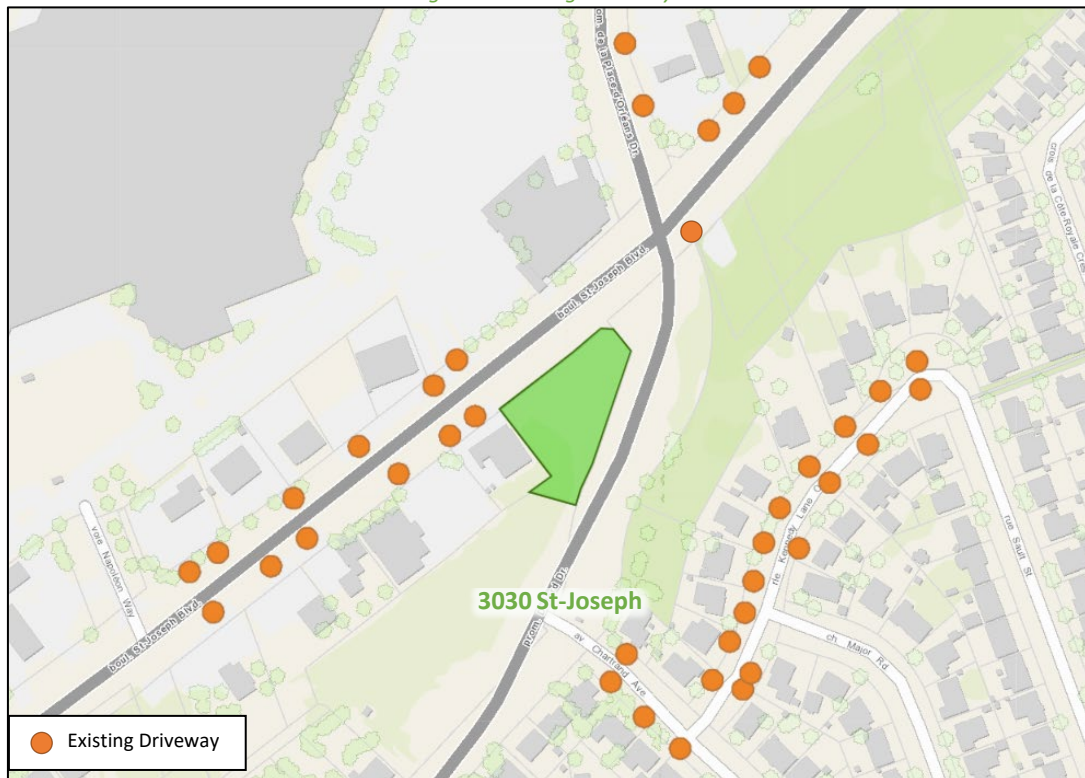 prom. de la Place d'Orléans Dr.
crois de la Côte-Royale Cres
boul. St-Joseph Blvd.
rle Kennedy Lane
rue Sault St
voie Napoléon Way
3030 St-Joseph
ch. Major Rd
boul. St-Joseph Blvd.
av Chartrand Ave.
Existing Driveway